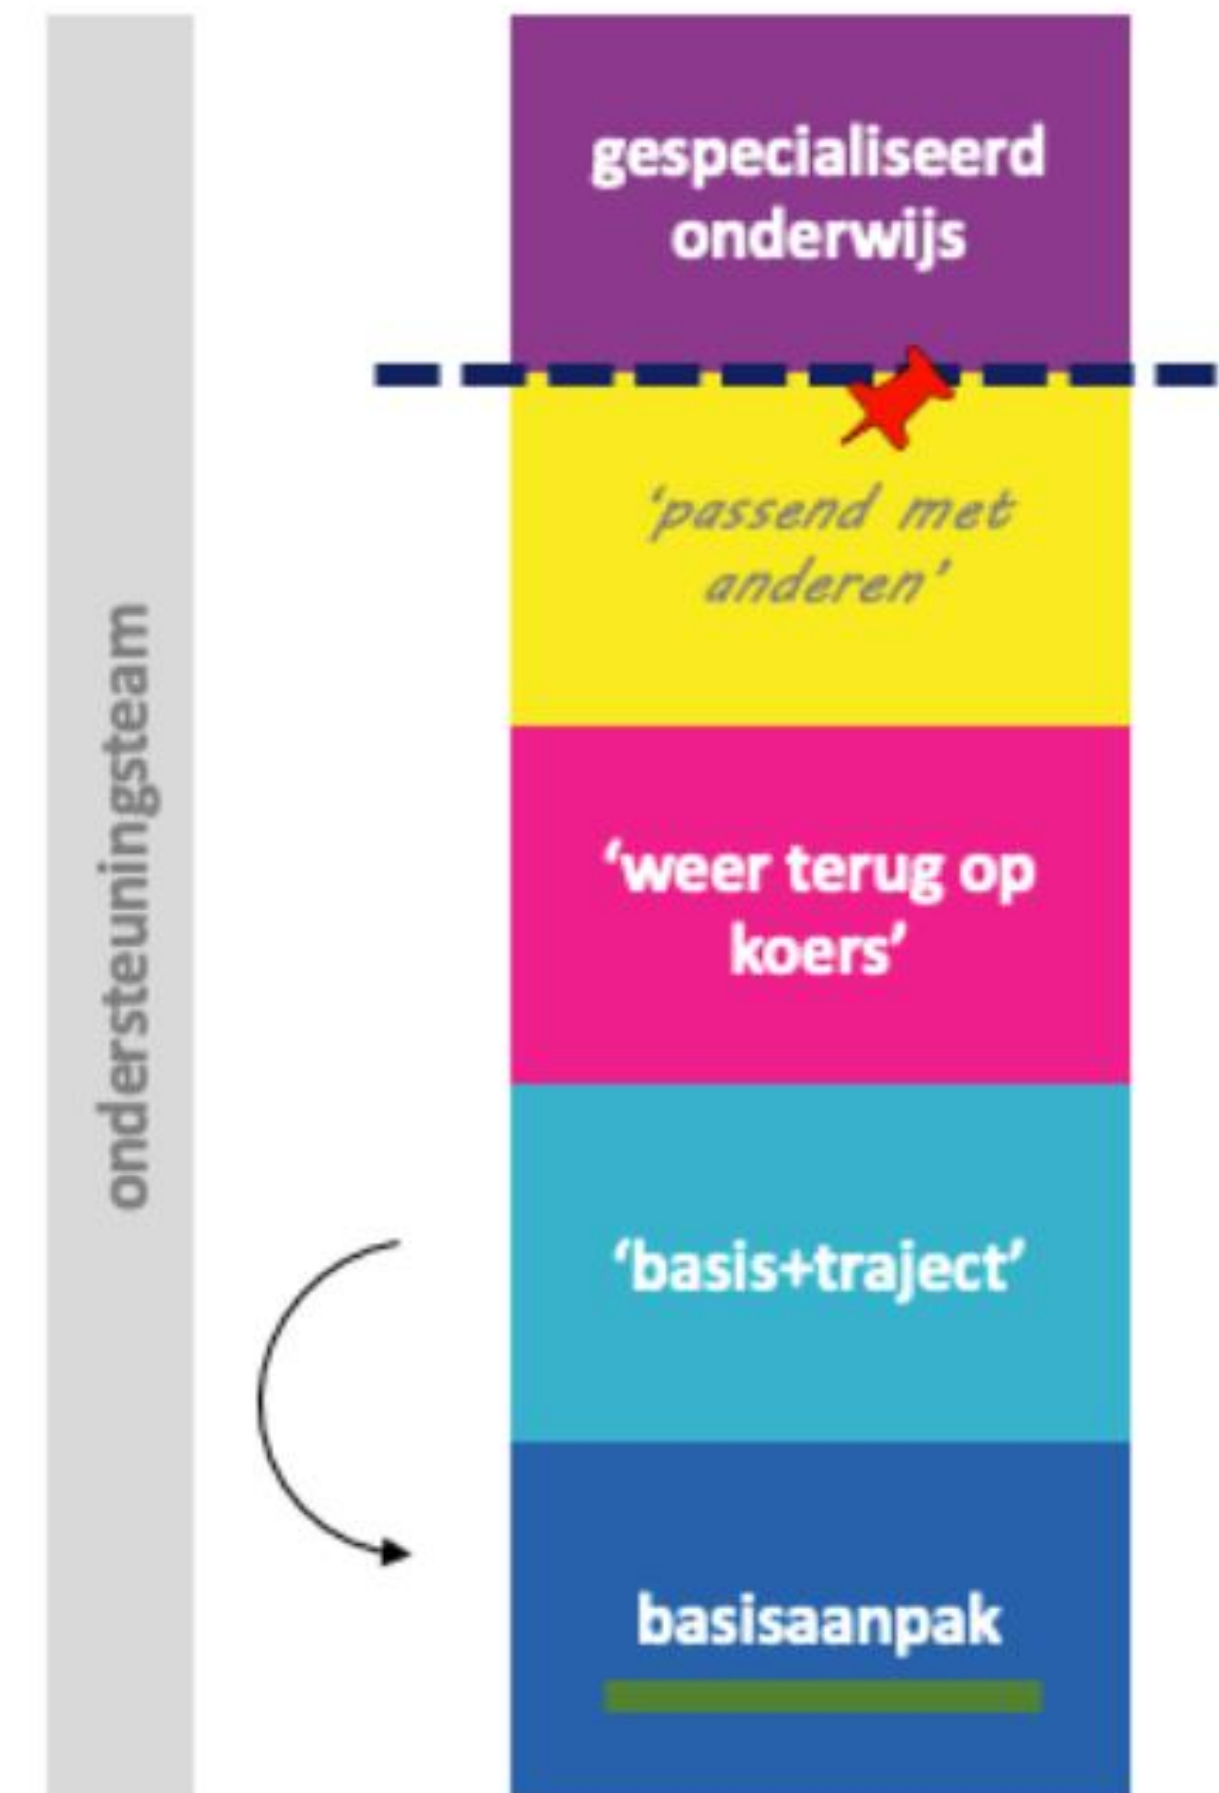 gespecialiseerd
onderwijs
‘passend met
anderen’
‘weer terug op
koers’
‘basis+traject’
basisaanpak
ondersteuningsteam